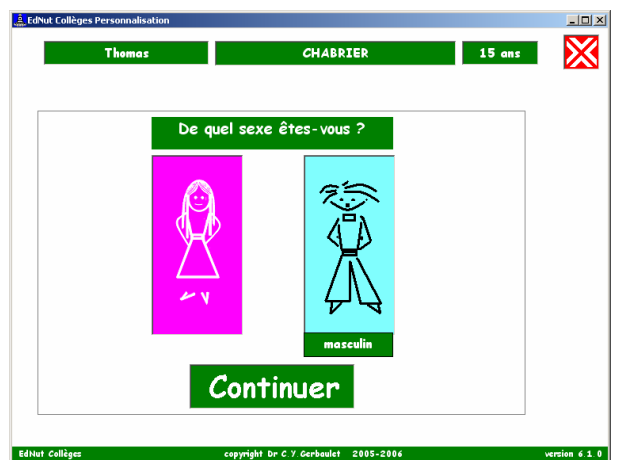 EdNut Collèges Personnalisation
Thomas CHABRIER 15 ans
De quel sexe êtes-vous ?
masculin
Continuer
EdNut Collèges copyright Dr C.Y.Gerbaulet 2005-2006 version 6.1.0